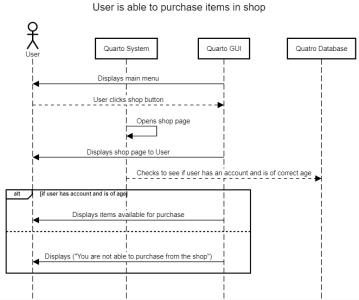 User is able to purchase items in shop
User
Quarto System
Quarto GUI
Quatro Database
Displays main menu
User clicks shop button
Opens shop page
Displays shop page to User
Checks to see if user has an account and is of correct age
alt
[if user has account and is of age]
Displays items available for purchase
Displays ("You are not able to purchase from the shop")